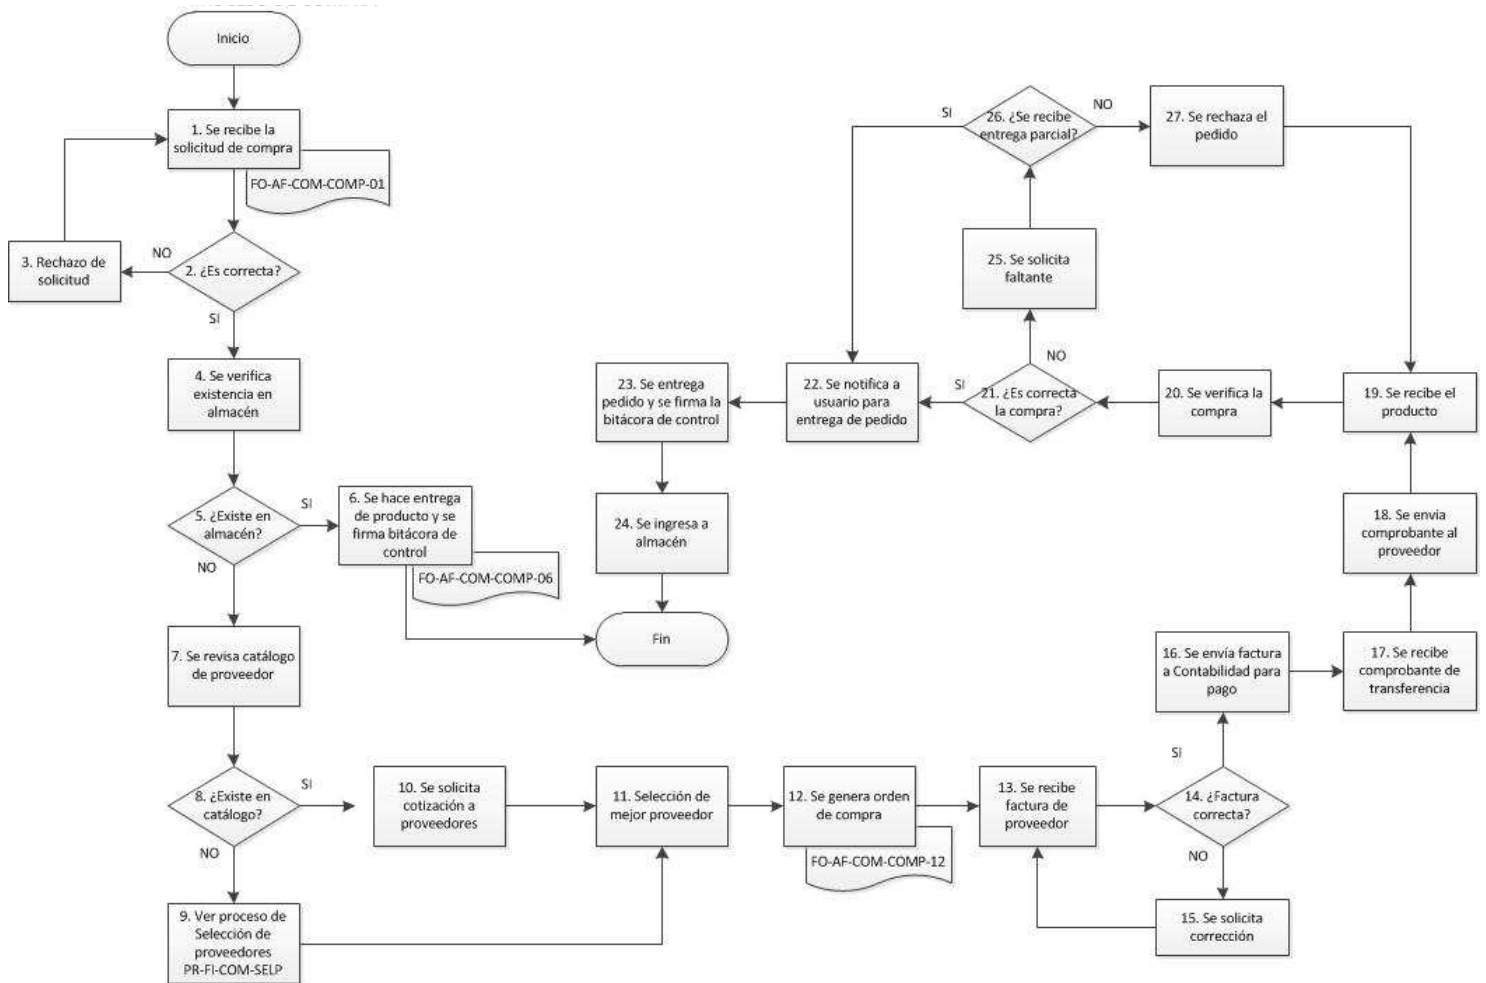 Inicio
1. Se recibe la
solicitud de compra
FO-AF-COM-COMP-01
2. ¿Es correcta?
NO
3. Rechazo de
solicitud
SI
4. Se verifica
existencia en
almacén
5. ¿Existe en
almacén?
SI
6. Se hace entrega
de producto y se
firma bitácora de
control
FO-AF-COM-COMP-06
NO
7. Se revisa catálogo
de proveedor
8. ¿Existe en
catálogo?
SI
NO
9. Ver proceso de
Selección de
proveedores
PR-FI-COM-SELP
10. Se solicita
cotización a
proveedores
11. Selección de
mejor proveedor
12. Se genera orden
de compra
FO-AF-COM-COMP-12
13. Se recibe
factura de
proveedor
14. ¿Factura
correcta?
NO
15. Se solicita
corrección
SI
16. Se envía factura
a Contabilidad para
pago
17. Se recibe
comprobante de
transferencia
18. Se envia
comprobante al
proveedor
19. Se recibe el
producto
20. Se verifica la
compra
21. ¿Es correcta
la compra?
SI
NO
22. Se notifica a
usuario para
entrega de pedido
23. Se entrega
pedido y se firma la
bitácora de control
24. Se ingresa a
almacén
Fin
25. Se solicita
faltante
26. ¿Se recibe
entrega parcial?
SI
NO
27. Se rechaza el
pedido